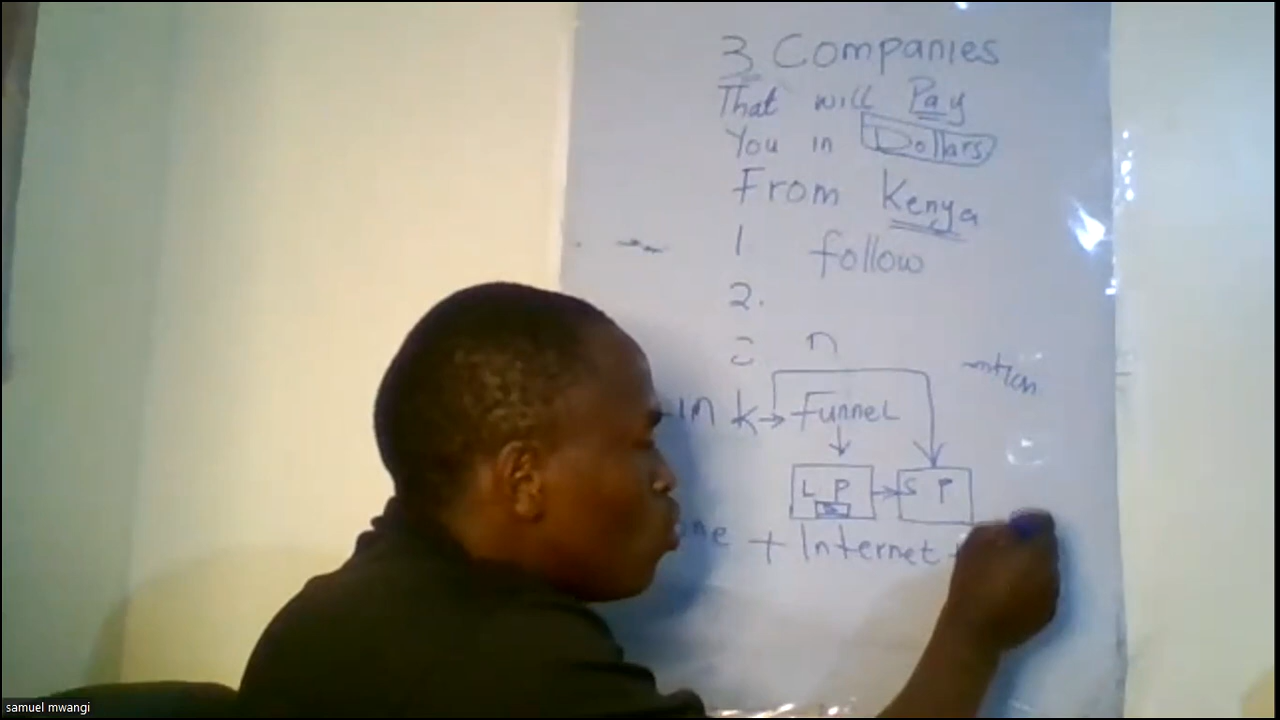 3 Companies
That will Pay
You in Dollars
From Kenya
1 follow
2.
n
in k → Funnel
L P → S P
ne + Internet +
samuel mwangi